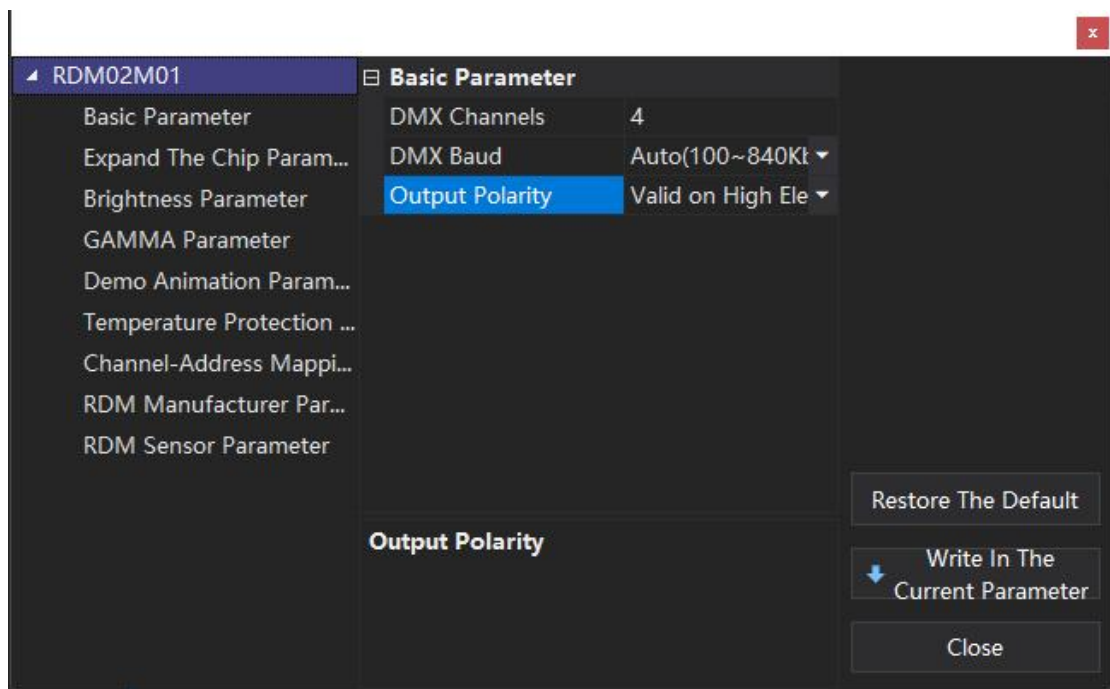 x
RDM02M01
Basic Parameter
Expand The Chip Param...
Brightness Parameter
GAMMA Parameter
Demo Animation Param...
Temperature Protection ...
Channel-Address Mappi...
RDM Manufacturer Par...
RDM Sensor Parameter
Basic Parameter
DMX Channels 4
DMX Baud Auto(100~840Kb
Output Polarity Valid on High Ele
Output Polarity
Restore The Default
Write In The
Current Parameter
Close